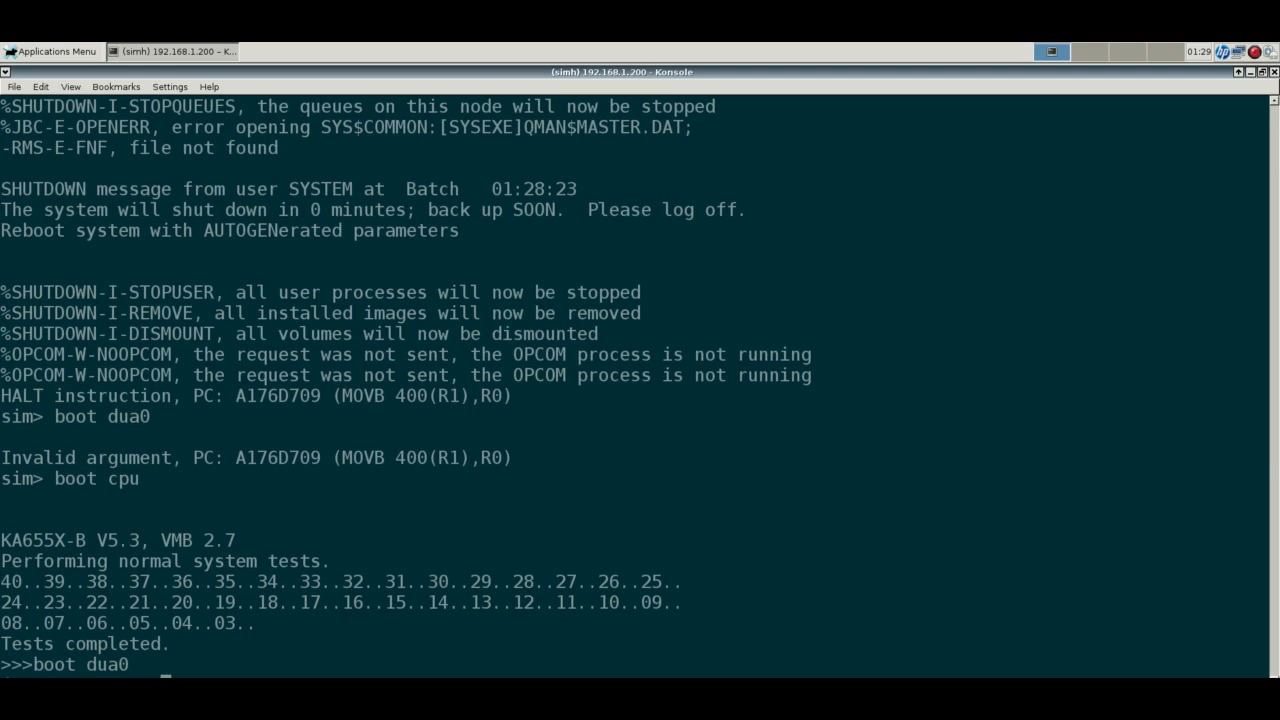 Applications Menu (simh) 192.168.1.200 - K... 01:29
(simh) 192.168.1.200 - Konsole
File Edit View Bookmarks Settings Help
%SHUTDOWN-I-STOPQUEUES, the queues on this node will now be stopped
%JBC-E-OPENERR, error opening SYS$COMMON:[SYSEXE]QMAN$MASTER.DAT;
-RMS-E-FNF, file not found
SHUTDOWN message from user SYSTEM at Batch 01:28:23
The system will shut down in 0 minutes; back up SOON. Please log off.
Reboot system with AUTOGENerated parameters
%SHUTDOWN-I-STOPUSER, all user processes will now be stopped
%SHUTDOWN-I-REMOVE, all installed images will now be removed
%SHUTDOWN-I-DISMOUNT, all volumes will now be dismounted
%OPCOM-W-NOOPCOM, the request was not sent, the OPCOM process is not running
%OPCOM-W-NOOPCOM, the request was not sent, the OPCOM process is not running
HALT instruction, PC: A176D709 (MOVB 400(R1),R0)
sim> boot dua0
Invalid argument, PC: A176D709 (MOVB 400(R1),R0)
sim> boot cpu
KA655X-B V5.3, VMB 2.7
Performing normal system tests.
40..39..38..37..36..35..34..33..32..31..30..29..28..27..26..25..
24..23..22..21..20..19..18..17..16..15..14..13..12..11..10..09..
08..07..06..05..04..03..
Tests completed.
>>>boot dua0